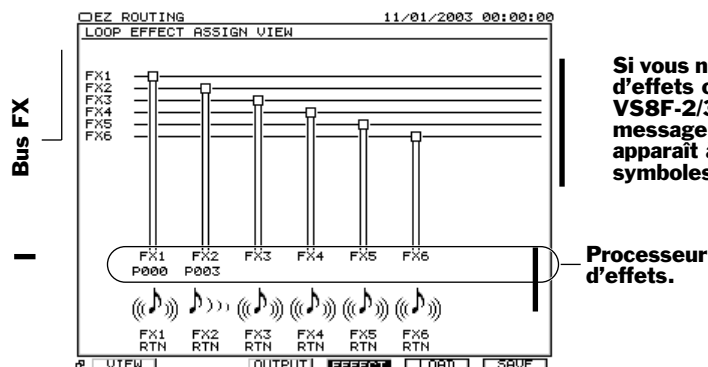 EZ ROUTING 11/01/2003 00:00:00
LOOP EFFECT ASSIGN VIEW
FX1
FX2
FX3
FX4
FX5
FX6
Bus FX
Si vous n
d'effets
VS8F-2/3
message
apparaît
symboles
FX1 FX2 FX3 FX4 FX5 FX6
P000 P003
Processeur
d'effets.
FX1 FX2 FX3 FX4 FX5 FX6
RTN RTN RTN RTN RTN RTN
VIEW OUTPUT EFFECT LOAD SAVE